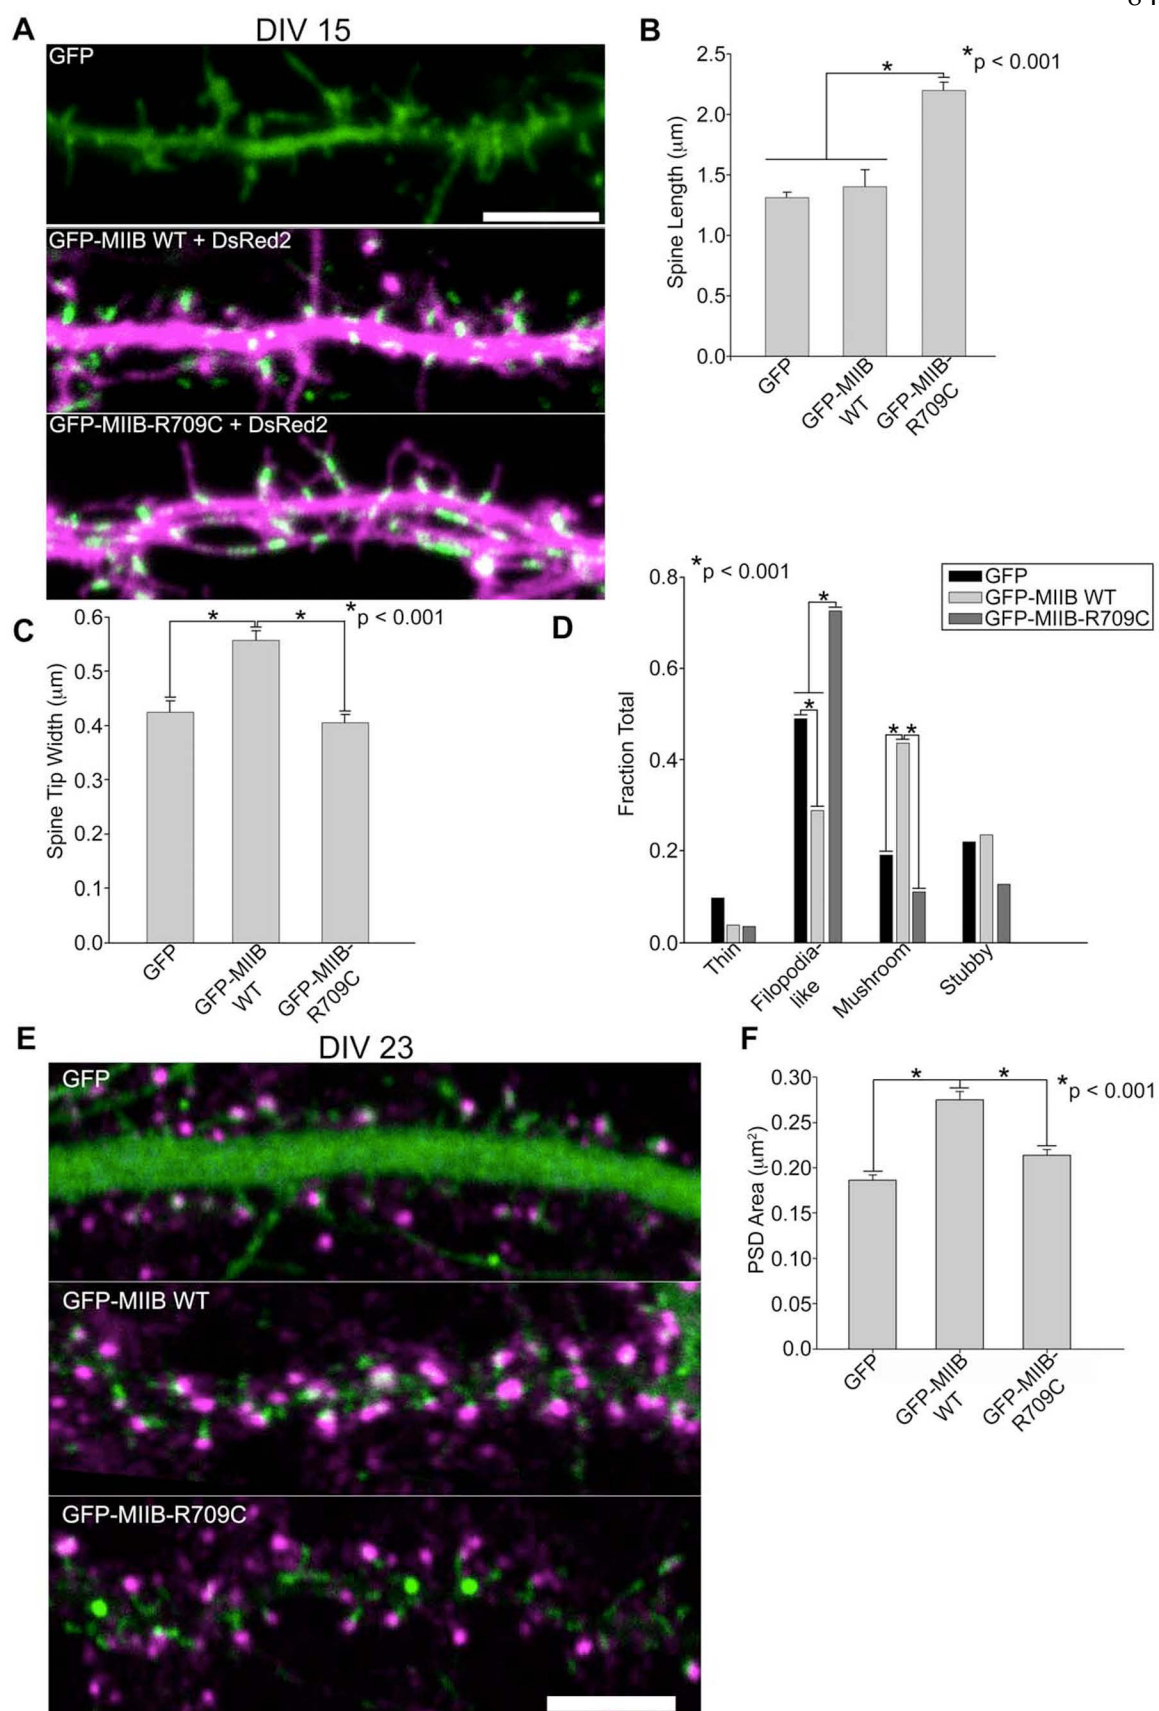 A
DIV 15
GFP
GFP-MIIB WT + DsRed2
GFP-MIIB-R709C + DsRed2
B
*p < 0.001
*
2.5
2.0
1.5
1.0
0.5
0.0
Spine Length (μm)
GFP
GFP-MIIB
WT
GFP-MIIB-
R709C
C
*p < 0.001
*
*
0.6
0.5
0.4
0.3
0.2
0.1
0.0
Spine Tip Width (μm)
GFP
GFP-MIIB
WT
GFP-MIIB-
R709C
D
*p < 0.001
GFP
GFP-MIIB WT
GFP-MIIB-R709C
*
*
* *
0.8
0.6
0.4
0.2
0.0
Fraction Total
Thin
Filopodia-
like
Mushroom
Stubby
E
DIV 23
GFP
GFP-MIIB WT
GFP-MIIB-R709C
F
*p < 0.001
*
*
0.30
0.25
0.20
0.15
0.10
0.05
0.0
PSD Area (μm²)
GFP
GFP-MIIB
WT
GFP-MIIB-
R709C